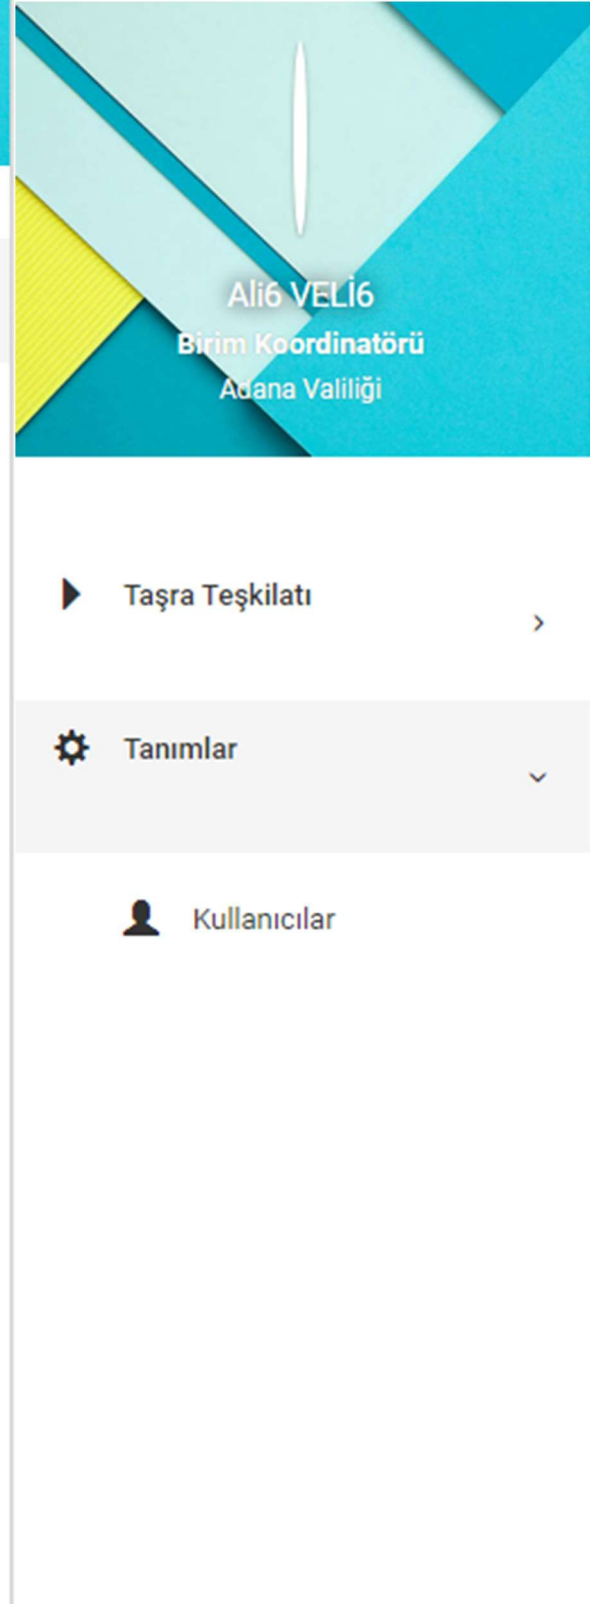 Ali6 VELİ6
Birim Koordinatörü
Adana Valiliği
Taşra Teşkilatı
Tanımlar
Kullanıcılar